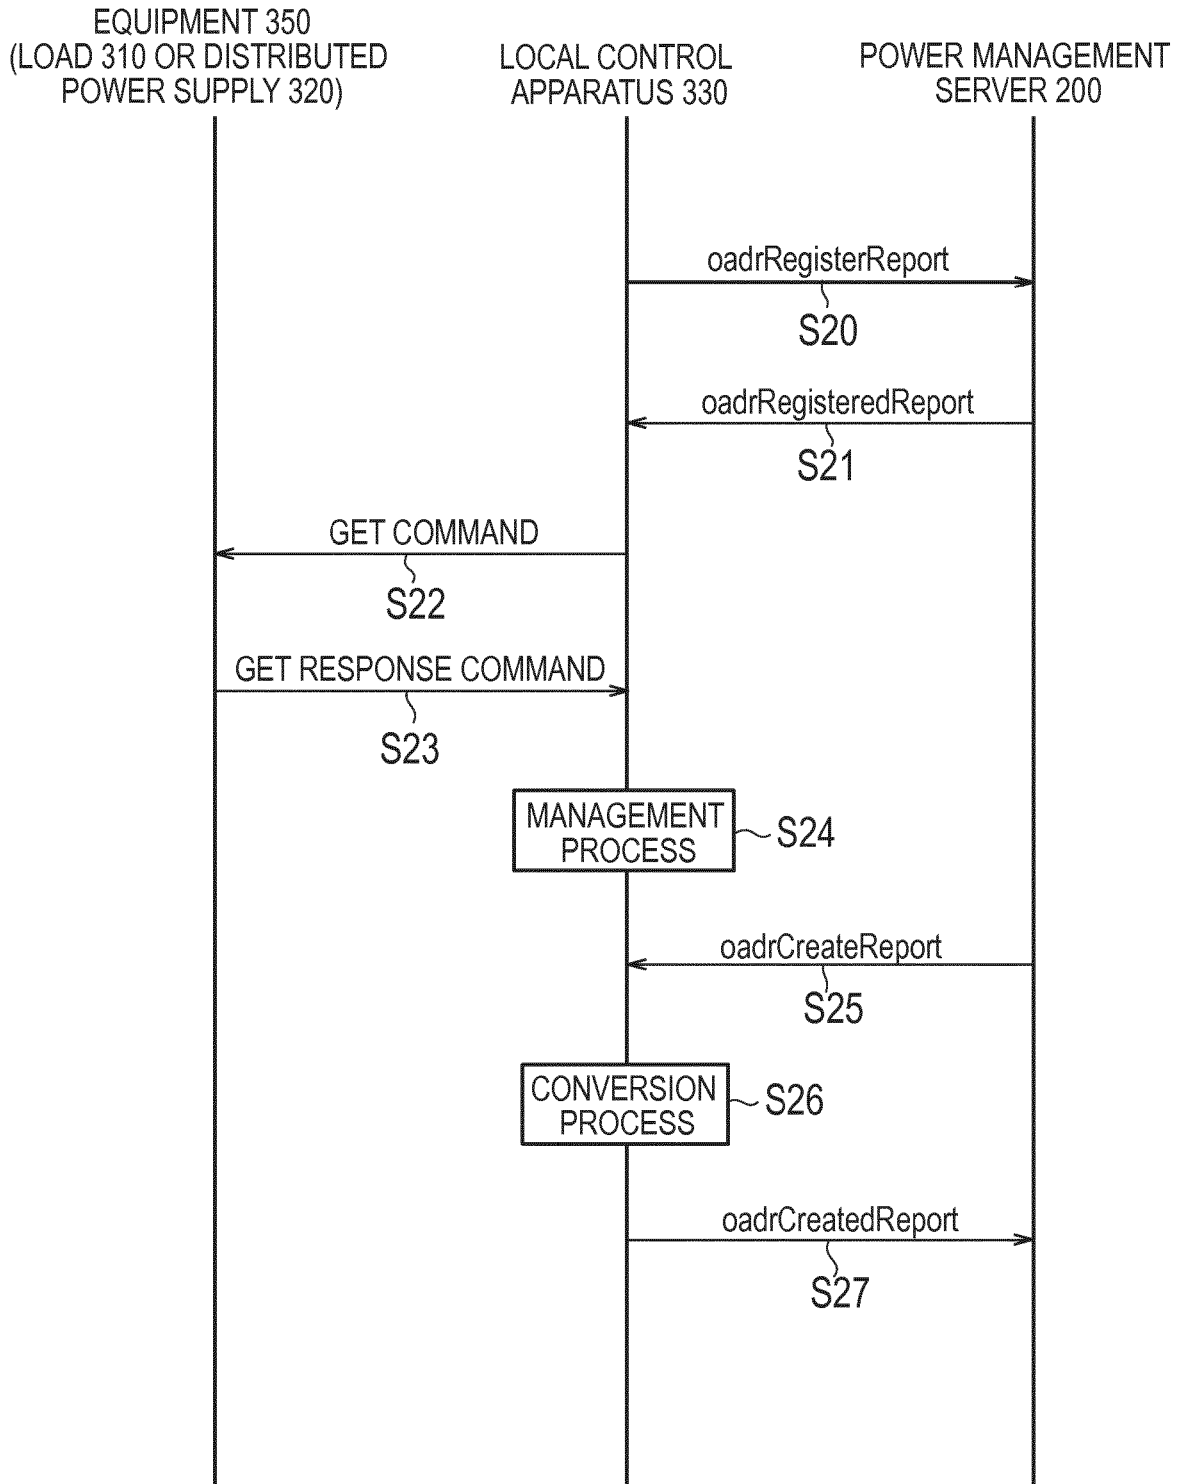 EQUIPMENT 350
(LOAD 310 OR DISTRIBUTED
POWER SUPPLY 320)
LOCAL CONTROL
APPARATUS 330
POWER MANAGEMENT
SERVER 200
oadrRegisterReport
S20
oadrRegisteredReport
S21
GET COMMAND
S22
GET RESPONSE COMMAND
S23
MANAGEMENT
PROCESS
S24
oadrCreateReport
S25
CONVERSION
PROCESS
S26
oadrCreatedReport
S27